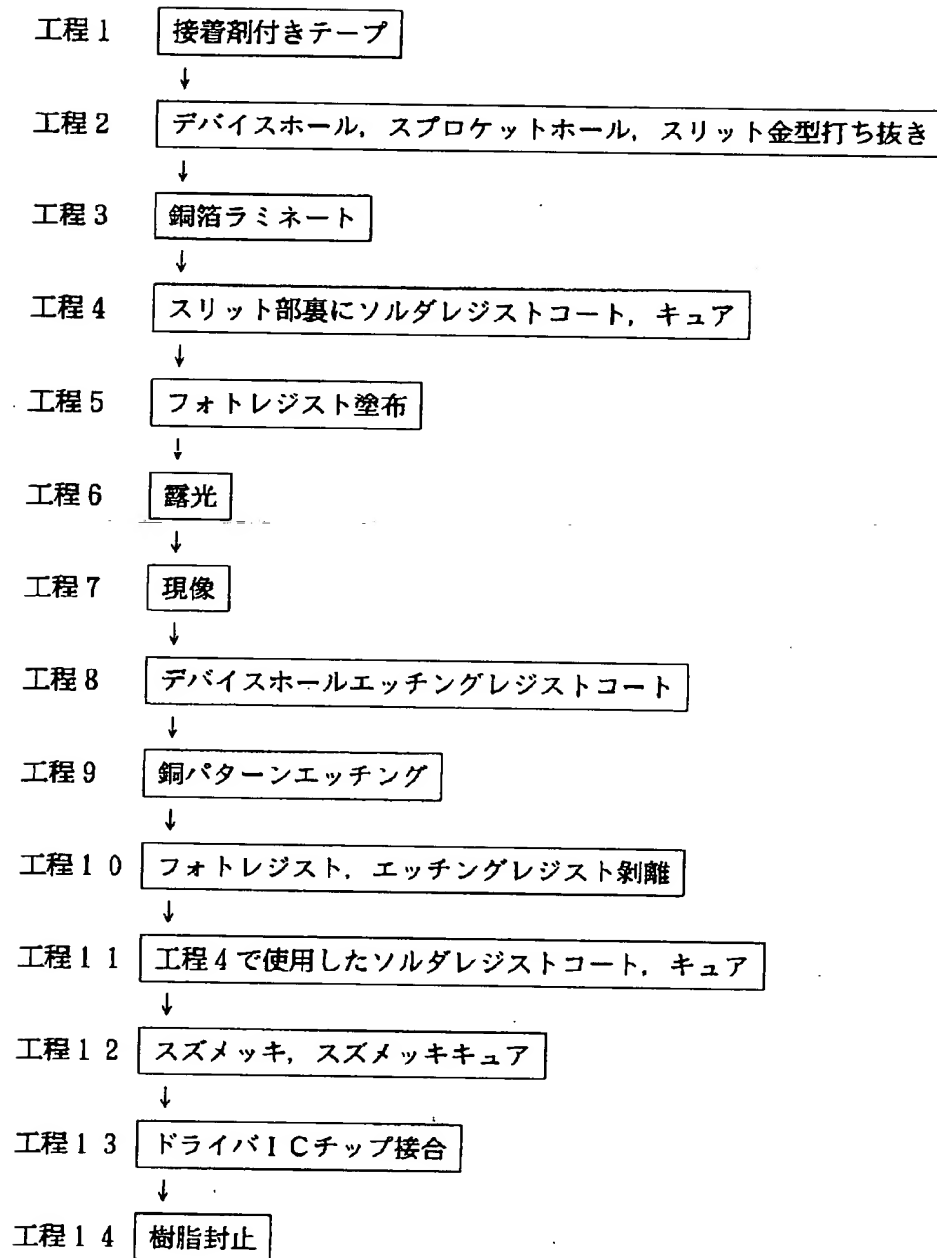 工程1 接着剤付きテープ
↓
工程2 デバイスホール，スプロケットホール，スリット金型打ち抜き
↓
工程3 銅箔ラミネート
↓
工程4 スリット部裏にソルダレジストコート，キュア
↓
工程5 フォトレジスト塗布
↓
工程6 露光
↓
工程7 現像
↓
工程8 デバイスホールエッチングレジストコート
↓
工程9 銅パターンエッチング
↓
工程10 フォトレジスト，エッチングレジスト剝離
↓
工程11 工程4で使用したソルダレジストコート，キュア
↓
工程12 スズメッキ，スズメッキキュア
↓
工程13 ドライバICチップ接合
↓
工程14 樹脂封止